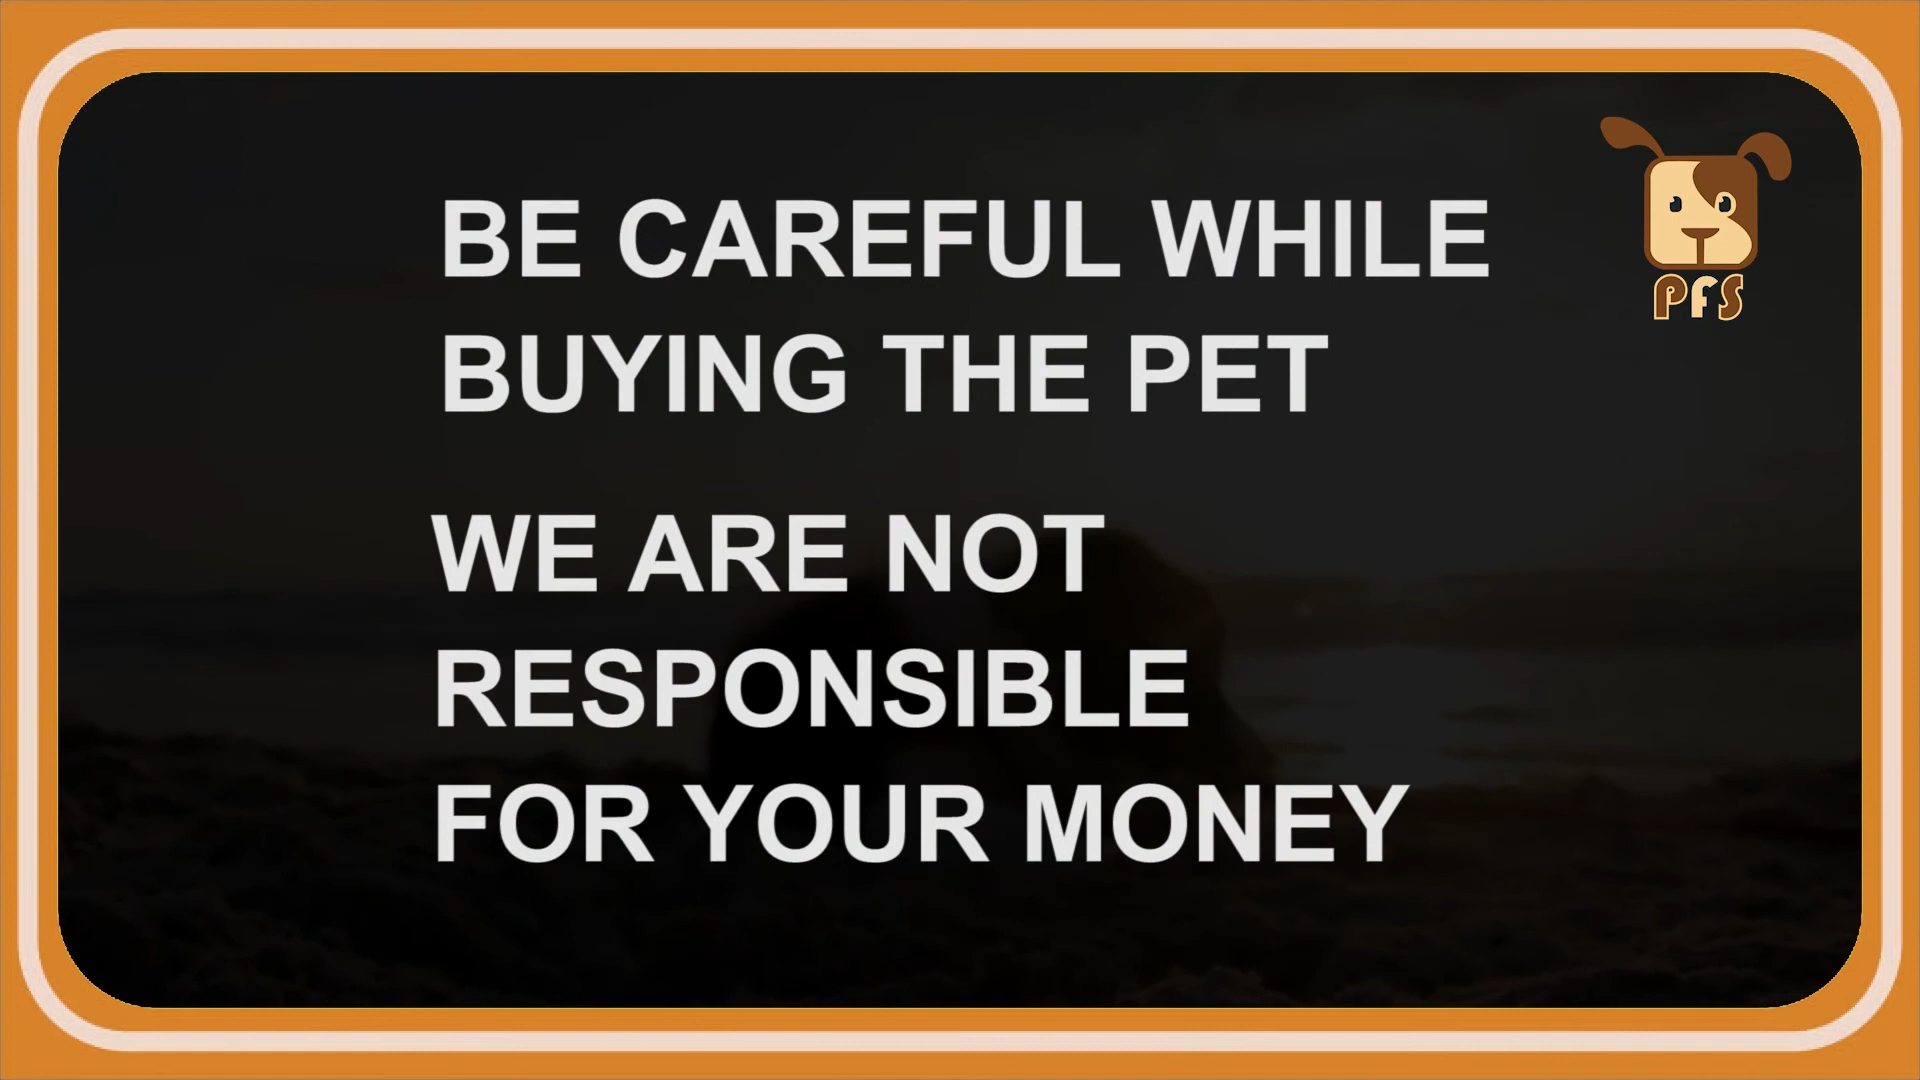 BE CAREFUL WHILE
BUYING THE PET
PFS
WE ARE NOT
RESPONSIBLE
FOR YOUR MONEY